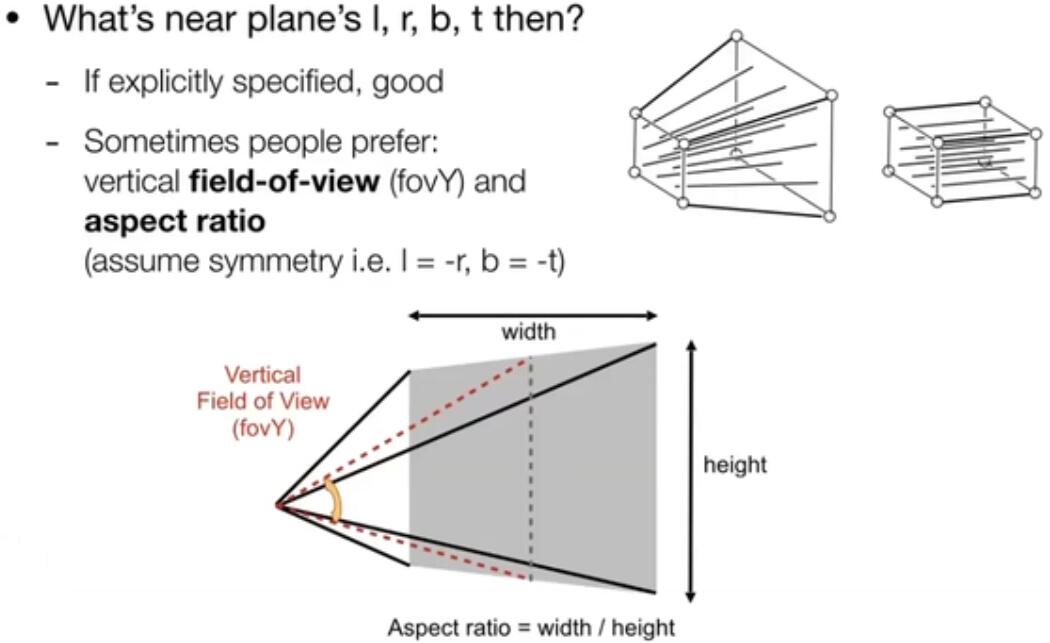 • What's near plane's l, r, b, t then?
- If explicitly specified, good
- Sometimes people prefer:
vertical field-of-view (fovY) and
aspect ratio
(assume symmetry i.e. l = -r, b = -t)
width
Vertical
Field of View
(fovY)
height
Aspect ratio = width / height